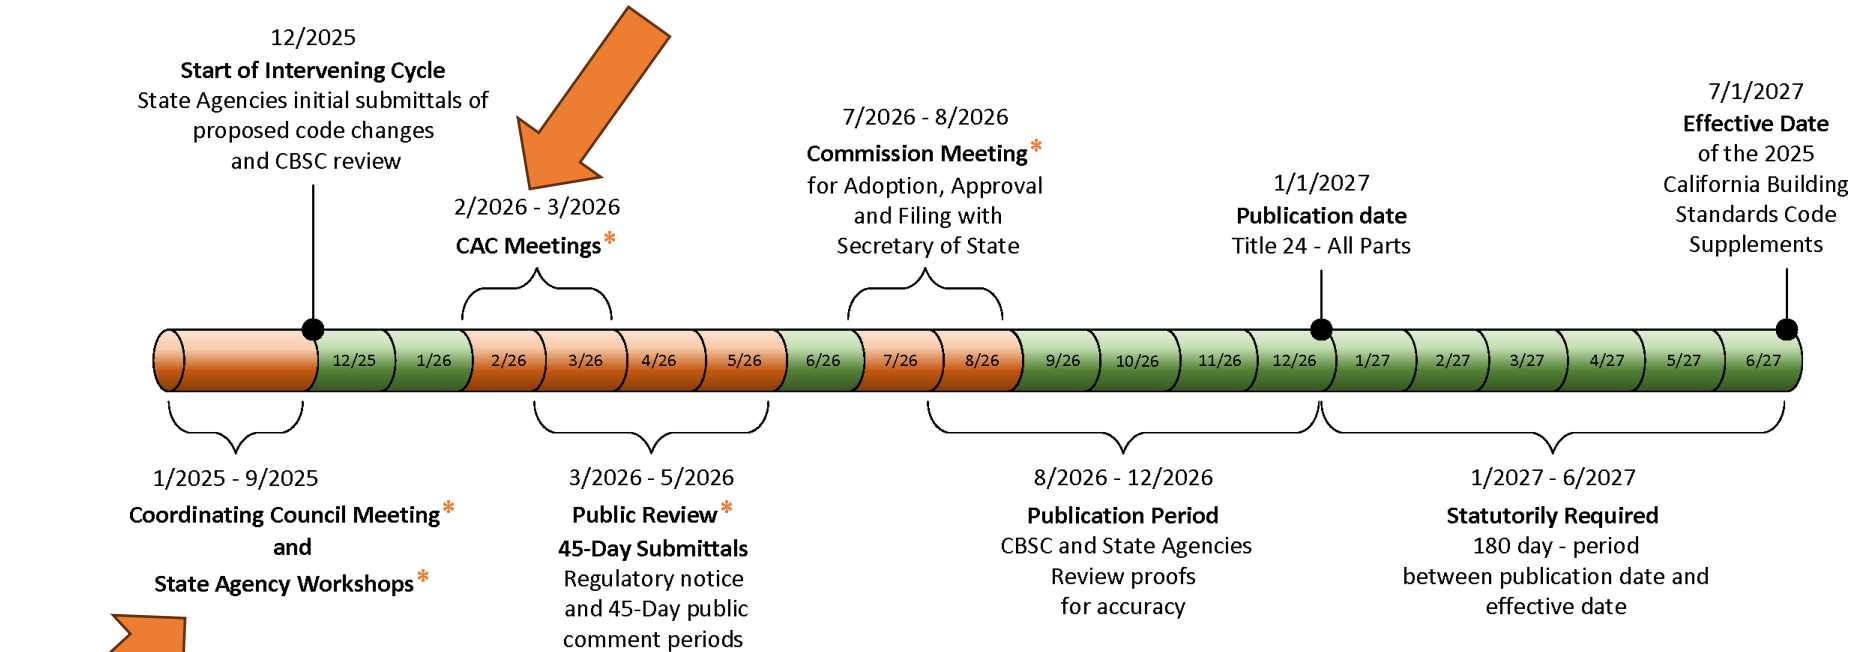 12/2025
Start of Intervening Cycle
State Agencies initial submittals of
proposed code changes
and CBSC review
2/2026 - 3/2026
CAC Meetings*
7/2026 - 8/2026
Commission Meeting*
for Adoption, Approval
and Filing with
Secretary of State
1/1/2027
Publication date
Title 24 - All Parts
7/1/2027
Effective Date
of the 2025
California Building
Standards Code
Supplements
12/25 1/26 2/26 3/26 4/26 5/26 6/26 7/26 8/26 9/26 10/26 11/26 12/26 1/27 2/27 3/27 4/27 5/27 6/27
1/2025 - 9/2025
Coordinating Council Meeting*
and
State Agency Workshops*
3/2026 - 5/2026
Public Review*
45-Day Submittals
Regulatory notice
and 45-Day public
comment periods
8/2026 - 12/2026
Publication Period
CBSC and State Agencies
Review proofs
for accuracy
1/2027 - 6/2027
Statutorily Required
180 day - period
between publication date and
effective date